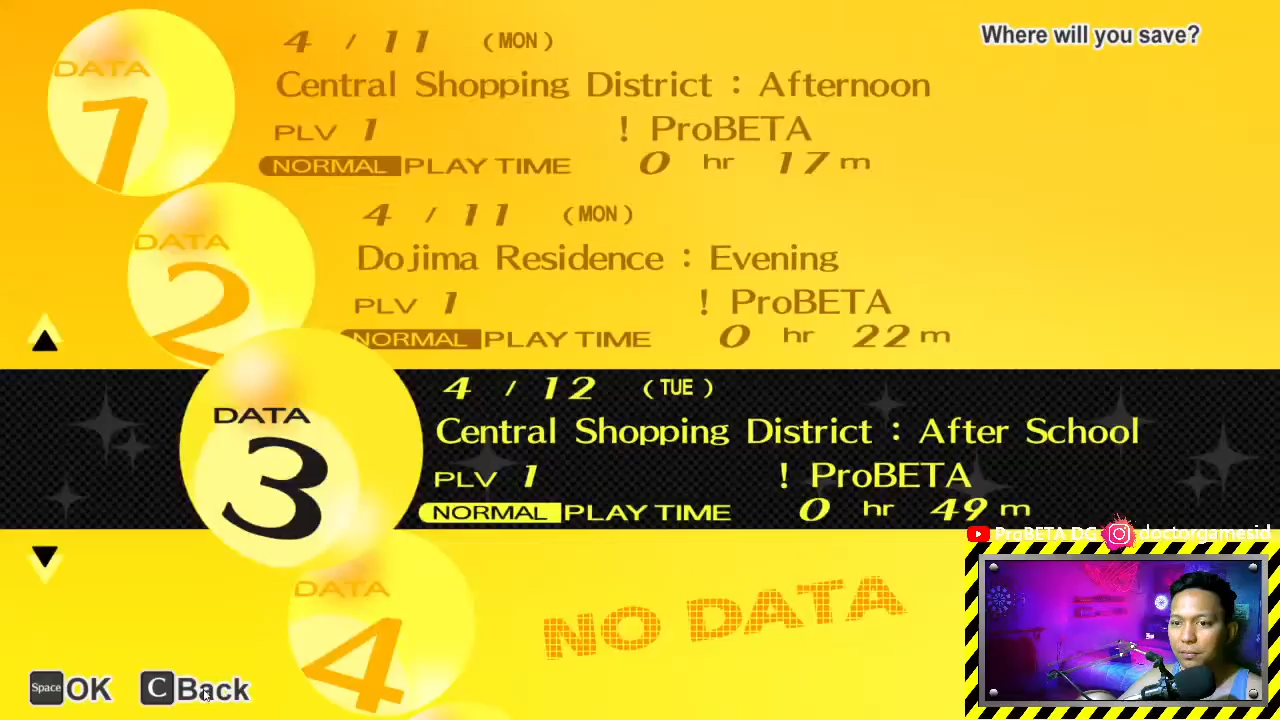 Where will you save?
DATA
1
4 / 11 (MON)
Central Shopping District : Afternoon
PLV 1 ! ProBETA
NORMAL PLAY TIME 0 hr 17 m
DATA
2
4 / 11 (MON)
Dojima Residence : Evening
PLV 1 ! ProBETA
NORMAL PLAY TIME 0 hr 22 m
DATA
3
4 / 12 (TUE)
Central Shopping District : After School
PLV 1 ! ProBETA
NORMAL PLAY TIME 0 hr 49 m
ProBETA DG doctorgamesid
DATA
4
NO DATA
Space OK C Back